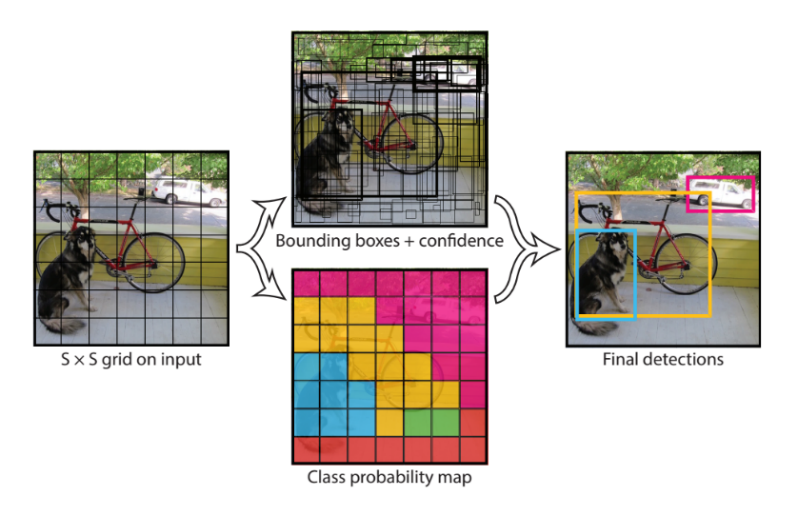 S × S grid on input
Bounding boxes + confidence
Class probability map
Final detections